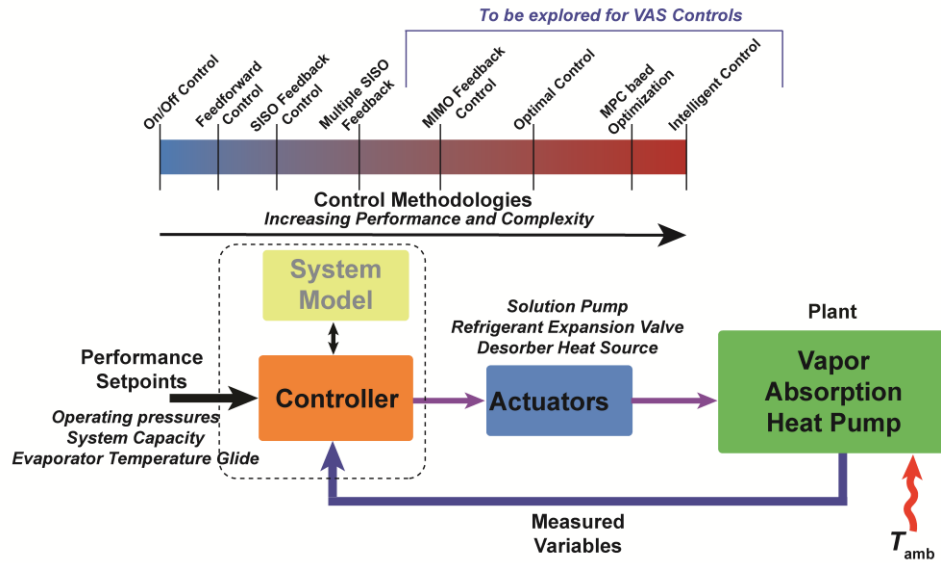 To be explored for VAS Controls
On/Off Control
Feedforward
Control
SISO Feedback
Control
Multiple SISO
Feedback
MIMO Feedback
Control
Optimal Control
MPC baed
Optimization
Intelligent Control
Control Methodologies
Increasing Performance and Complexity
System
Model
Solution Pump
Refrigerant Expansion Valve
Desorber Heat Source
Plant
Performance
Setpoints
Controller
Actuators
Vapor
Absorption
Heat Pump
Operating pressures
System Capacity
Evaporator Temperature Glide
Measured
Variables
Tamb